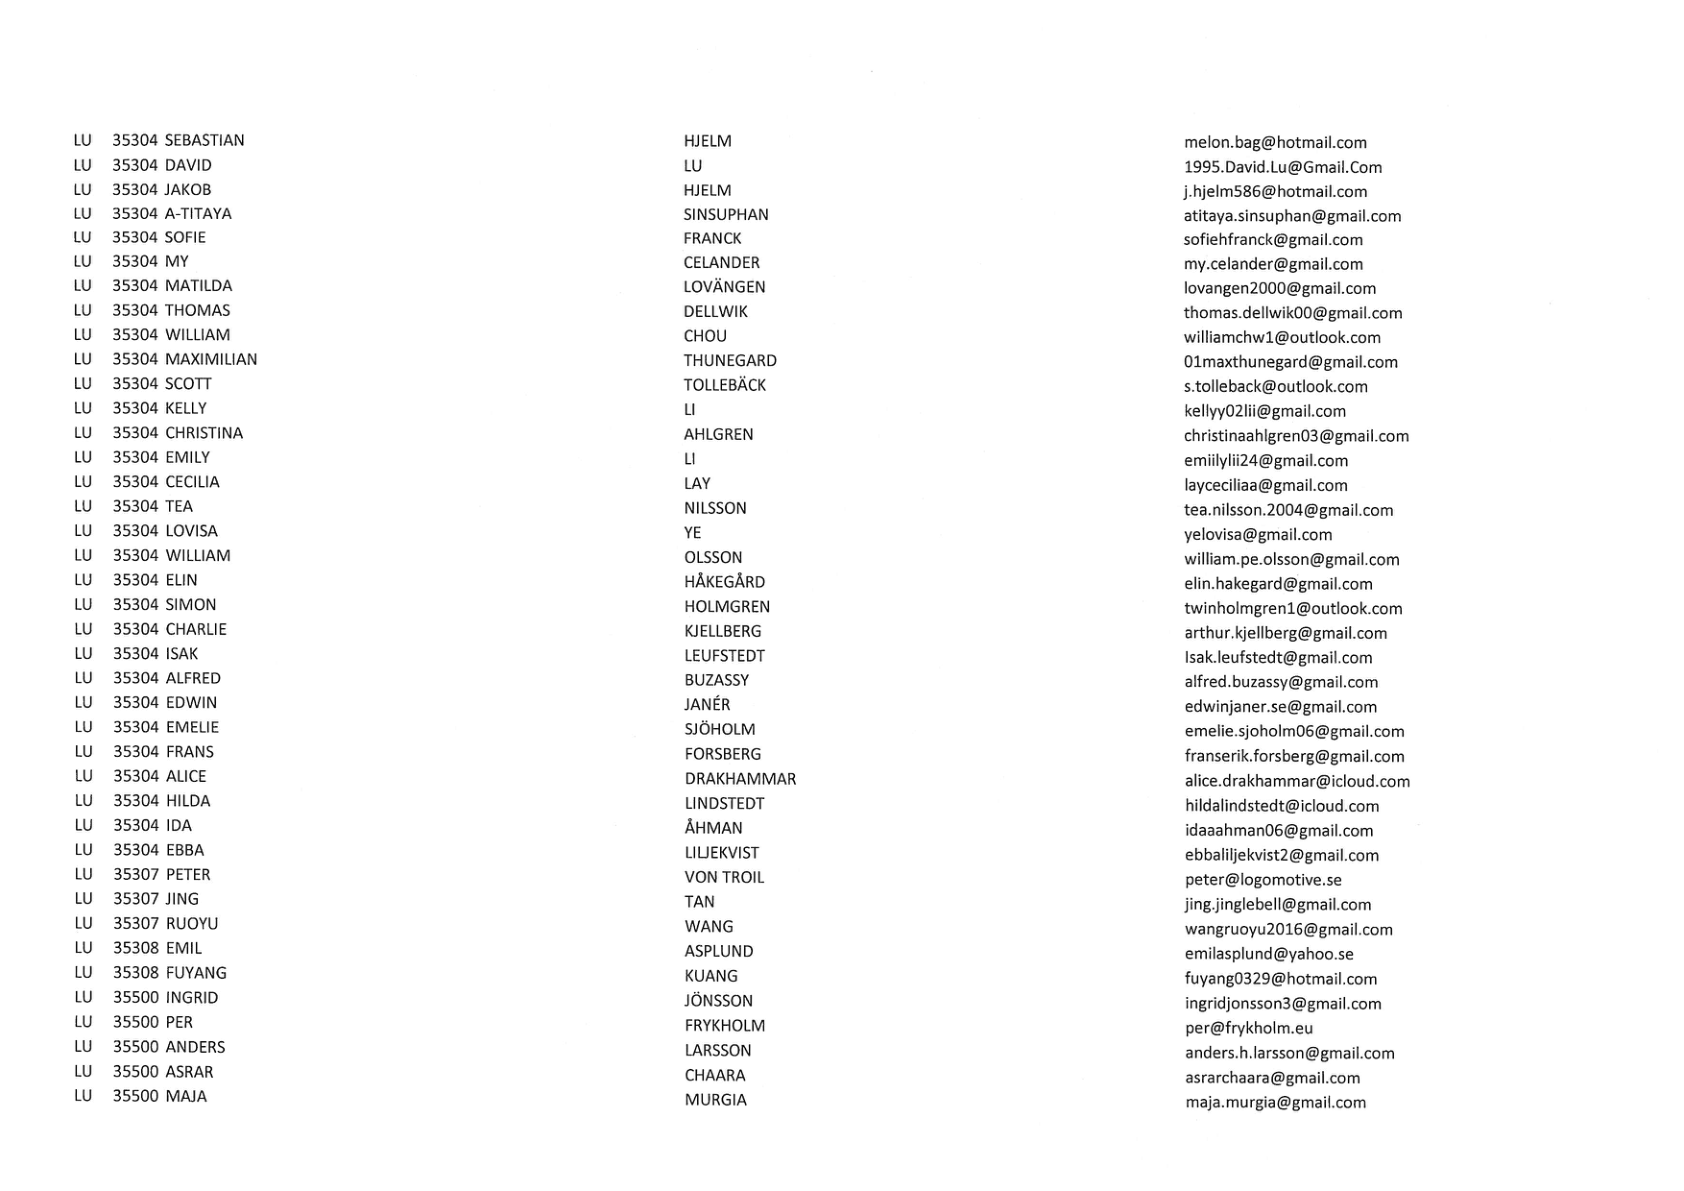 LU 35304 SEBASTIAN HJELM melon.bag@hotmail.com
LU 35304 DAVID LU 1995.David.Lu@Gmail.Com
LU 35304 JAKOB HJELM j.hjelm586@hotmail.com
LU 35304 A-TITAYA SINSUPHAN atitaya.sinsuphan@gmail.com
LU 35304 SOFIE FRANCK sofiehfranck@gmail.com
LU 35304 MY CELANDER my.celander@gmail.com
LU 35304 MATILDA LOVÄNGEN lovangen2000@gmail.com
LU 35304 THOMAS DELLWIK thomas.dellwik00@gmail.com
LU 35304 WILLIAM CHOU williamchw1@outlook.com
LU 35304 MAXIMILIAN THUNEGARD 01maxthunegard@gmail.com
LU 35304 SCOTT TOLLEBÄCK s.tolleback@outlook.com
LU 35304 KELLY LI kellyy02lii@gmail.com
LU 35304 CHRISTINA AHLGREN christinaahlgren03@gmail.com
LU 35304 EMILY LI emiilylii24@gmail.com
LU 35304 CECILIA LAY layceciliaa@gmail.com
LU 35304 TEA NILSSON tea.nilsson.2004@gmail.com
LU 35304 LOVISA YE yelovisa@gmail.com
LU 35304 WILLIAM OLSSON william.pe.olsson@gmail.com
LU 35304 ELIN HÅKEGÅRD elin.hakegard@gmail.com
LU 35304 SIMON HOLMGREN twinholmgren1@outlook.com
LU 35304 CHARLIE KJELLBERG arthur.kjellberg@gmail.com
LU 35304 ISAK LEUFSTEDT Isak.leufstedt@gmail.com
LU 35304 ALFRED BUZASSY alfred.buzassy@gmail.com
LU 35304 EDWIN JANÉR edwinjaner.se@gmail.com
LU 35304 EMELIE SJÖHOLM emelie.sjoholm06@gmail.com
LU 35304 FRANS FORSBERG franserik.forsberg@gmail.com
LU 35304 ALICE DRAKHAMMAR alice.drakhammar@icloud.com
LU 35304 HILDA LINDSTEDT hildalindstedt@icloud.com
LU 35304 IDA ÅHMAN idaaahman06@gmail.com
LU 35304 EBBA LILJEKVIST ebbaliljekvist2@gmail.com
LU 35307 PETER VON TROIL peter@logomotive.se
LU 35307 JING TAN jing.jinglebell@gmail.com
LU 35307 RUOYU WANG wangruoyu2016@gmail.com
LU 35308 EMIL ASPLUND emilasplund@yahoo.se
LU 35308 FUYANG KUANG fuyang0329@hotmail.com
LU 35500 INGRID JÖNSSON ingridjonsson3@gmail.com
LU 35500 PER FRYKHOLM per@frykholm.eu
LU 35500 ANDERS LARSSON anders.h.larsson@gmail.com
LU 35500 ASRAR CHAARA asrarchaara@gmail.com
LU 35500 MAJA MURGIA maja.murgia@gmail.com